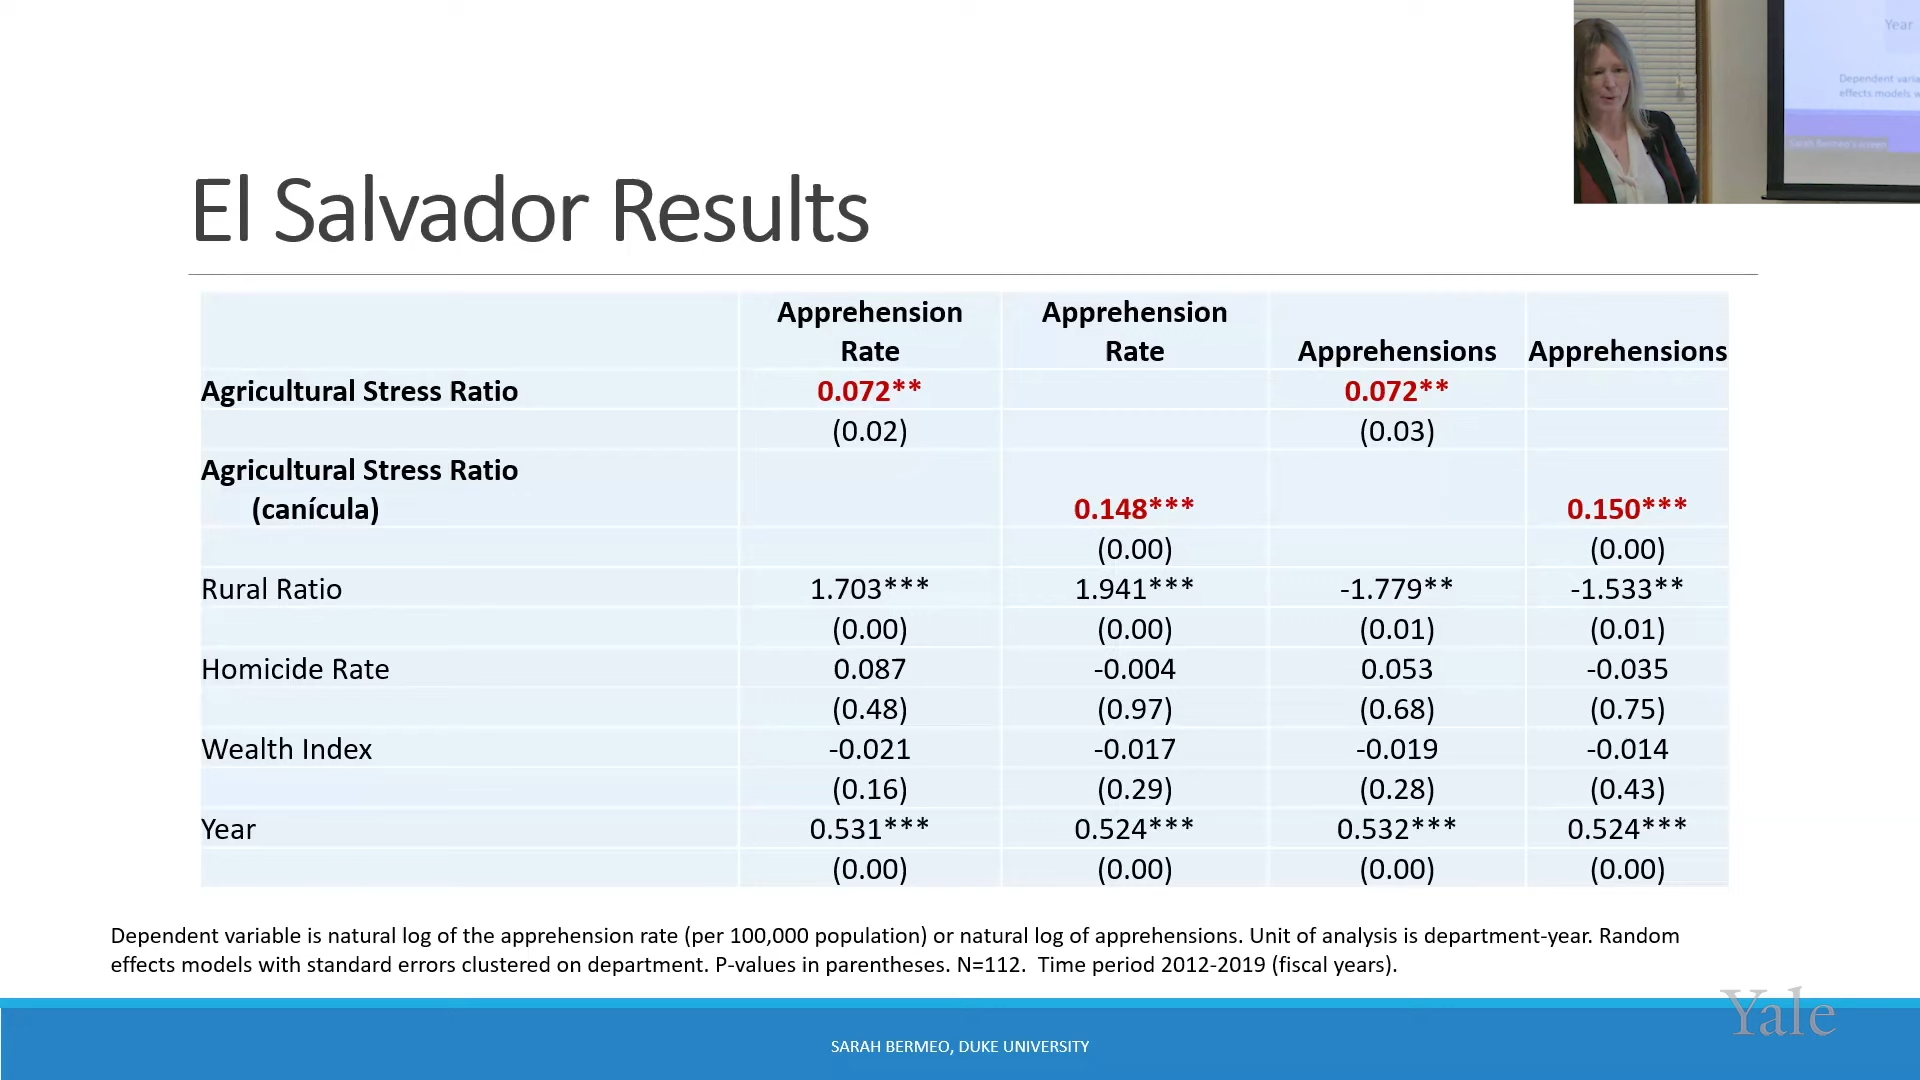 Year
Dependent varia
effects models w
El Salvador Results
Apprehension Rate Apprehension Rate Apprehensions Apprehensions
Agricultural Stress Ratio 0.072** 0.072**
(0.02) (0.03)
Agricultural Stress Ratio
(canícula) 0.148*** 0.150***
(0.00) (0.00)
Rural Ratio 1.703*** 1.941*** -1.779** -1.533**
(0.00) (0.00) (0.01) (0.01)
Homicide Rate 0.087 -0.004 0.053 -0.035
(0.48) (0.97) (0.68) (0.75)
Wealth Index -0.021 -0.017 -0.019 -0.014
(0.16) (0.29) (0.28) (0.43)
Year 0.531*** 0.524*** 0.532*** 0.524***
(0.00) (0.00) (0.00) (0.00)
Dependent variable is natural log of the apprehension rate (per 100,000 population) or natural log of apprehensions. Unit of analysis is department-year. Random
effects models with standard errors clustered on department. P-values in parentheses. N=112. Time period 2012-2019 (fiscal years).
Yale
SARAH BERMEO, DUKE UNIVERSITY